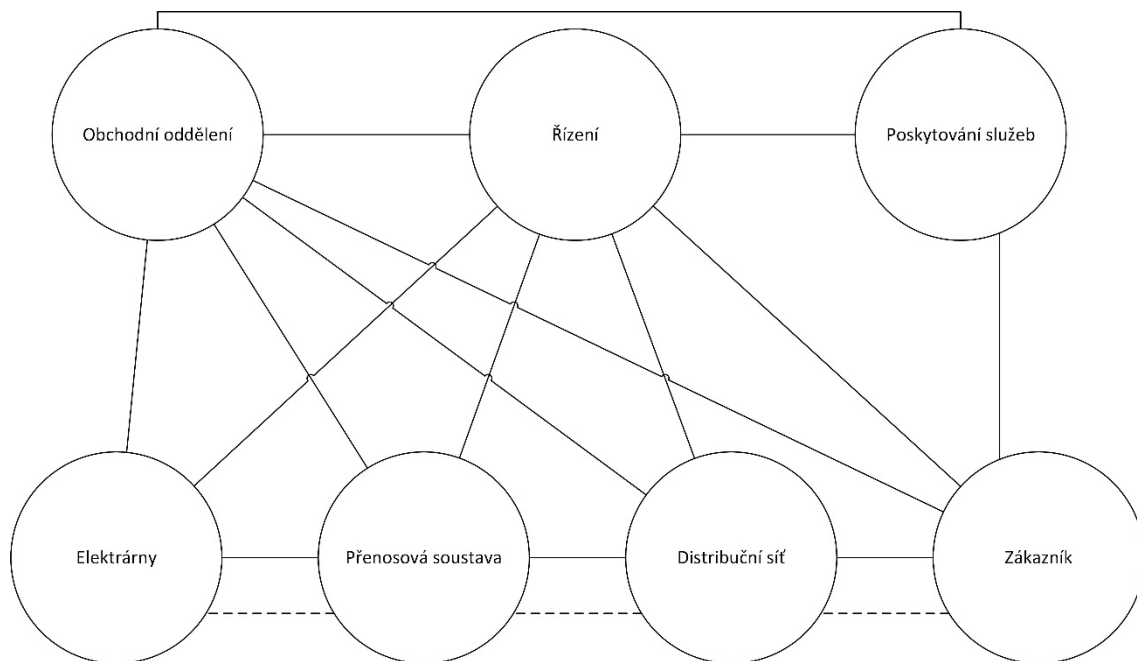 Obchodní oddělení
Řízení
Poskytování služeb
Elektrárny
Přenosová soustava
Distribuční síť
Zákazník